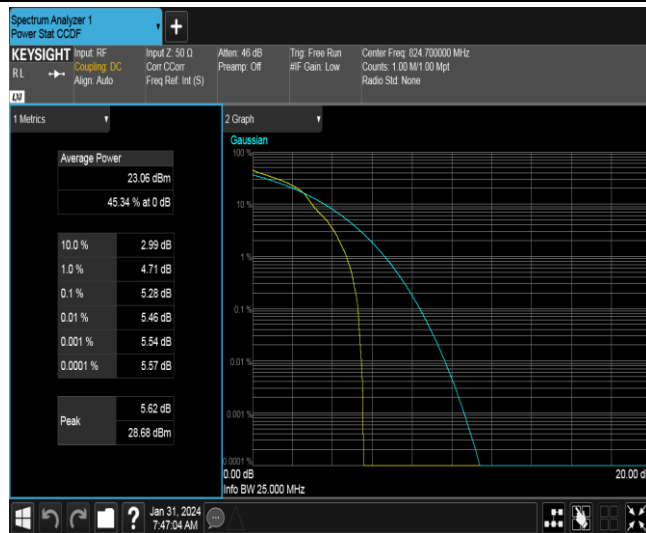 Spectrum Analyzer 1
Power Stat CCDF
+
KEYSIGHT
RL
Input: RF
Coupling: DC
Align: Auto
Input Z: 50 Ω
Corr CCorr
Freq Ref: Int (S)
Atten: 46 dB
Preamp: Off
Trig: Free Run
#IF Gain: Low
Center Freq: 824.700000 MHz
Counts: 1.00 M/1.00 Mpt
Radio Std: None
1 Metrics
Average Power
23.06 dBm
45.34 % at 0 dB
10.0 % 2.99 dB
1.0 % 4.71 dB
0.1 % 5.28 dB
0.01 % 5.46 dB
0.001 % 5.54 dB
0.0001 % 5.57 dB
Peak
5.62 dB
28.68 dBm
2 Graph
Gaussian
100 %
10 %
1 %
0.1 %
0.01 %
0.001 %
0.0001 %
0.00 dB
20.00 d
Info BW 25.000 MHz
?
Jan 31, 2024
7:47:04 AM